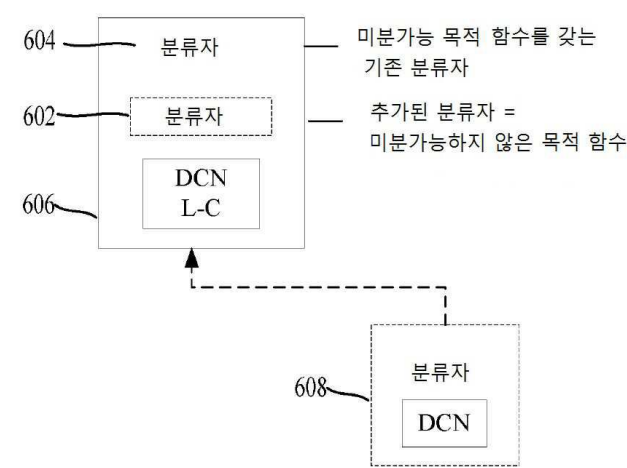 604
분류자
미분가능 목적 함수를 갖는
기존 분류자
602
분류자
추가된 분류자 =
미분가능하지 않은 목적 함수
606
DCN
L-C
608
분류자
DCN